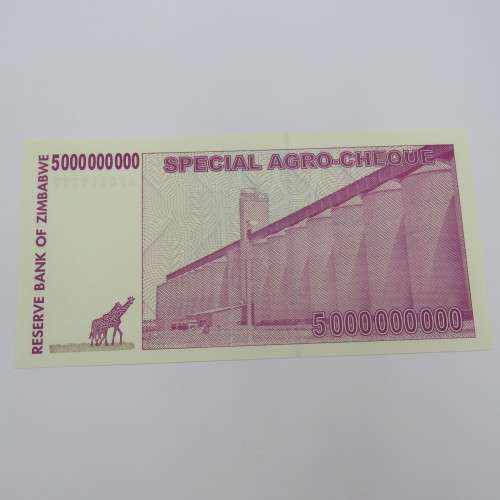 RESERVE BANK OF ZIMBABWE
5000000000
SPECIAL AGRO-CHEQUE
5000000000